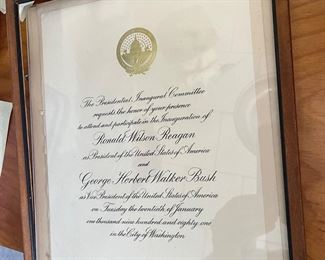 The Presidential Inaugural Committee
requests the honor of your presence
to attend and participate in the Inauguration of
Ronald Wilson Reagan
as President of the United States of America
and
George Herbert Walker Bush
as Vice President of the United States of America
on Tuesday the twentieth of January
one thousand nine hundred and eighty one
in the City of Washington